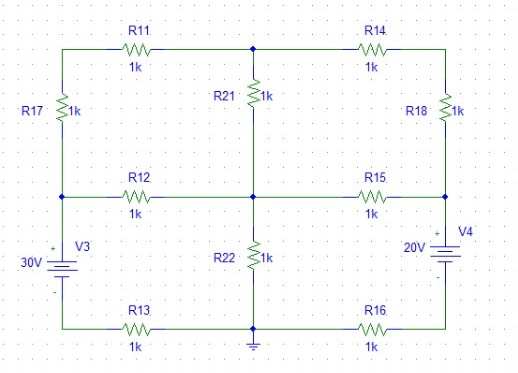 R11 R14
1k 1k
R17 1k R21 1k R18 1k
R12 R15
1k 1k
+ V3 + V4
30V R22 1k 20V
- -
R13 R16
1k 1k